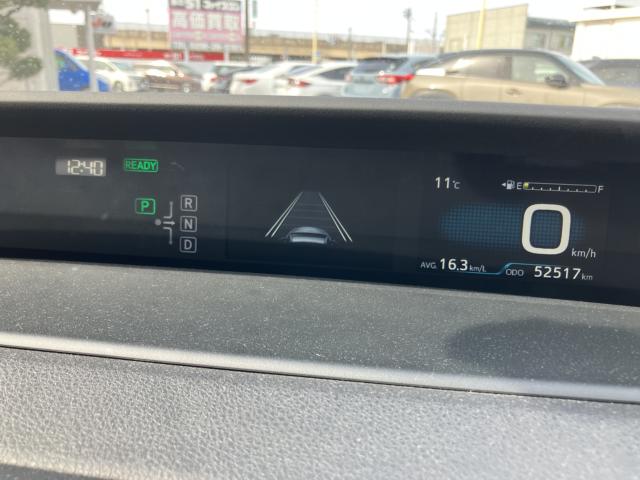 高価買取
12:40 READY
P R
N
D
11℃
E F
0 km/h
AVG. 16.3 km/L ODO 52517 km